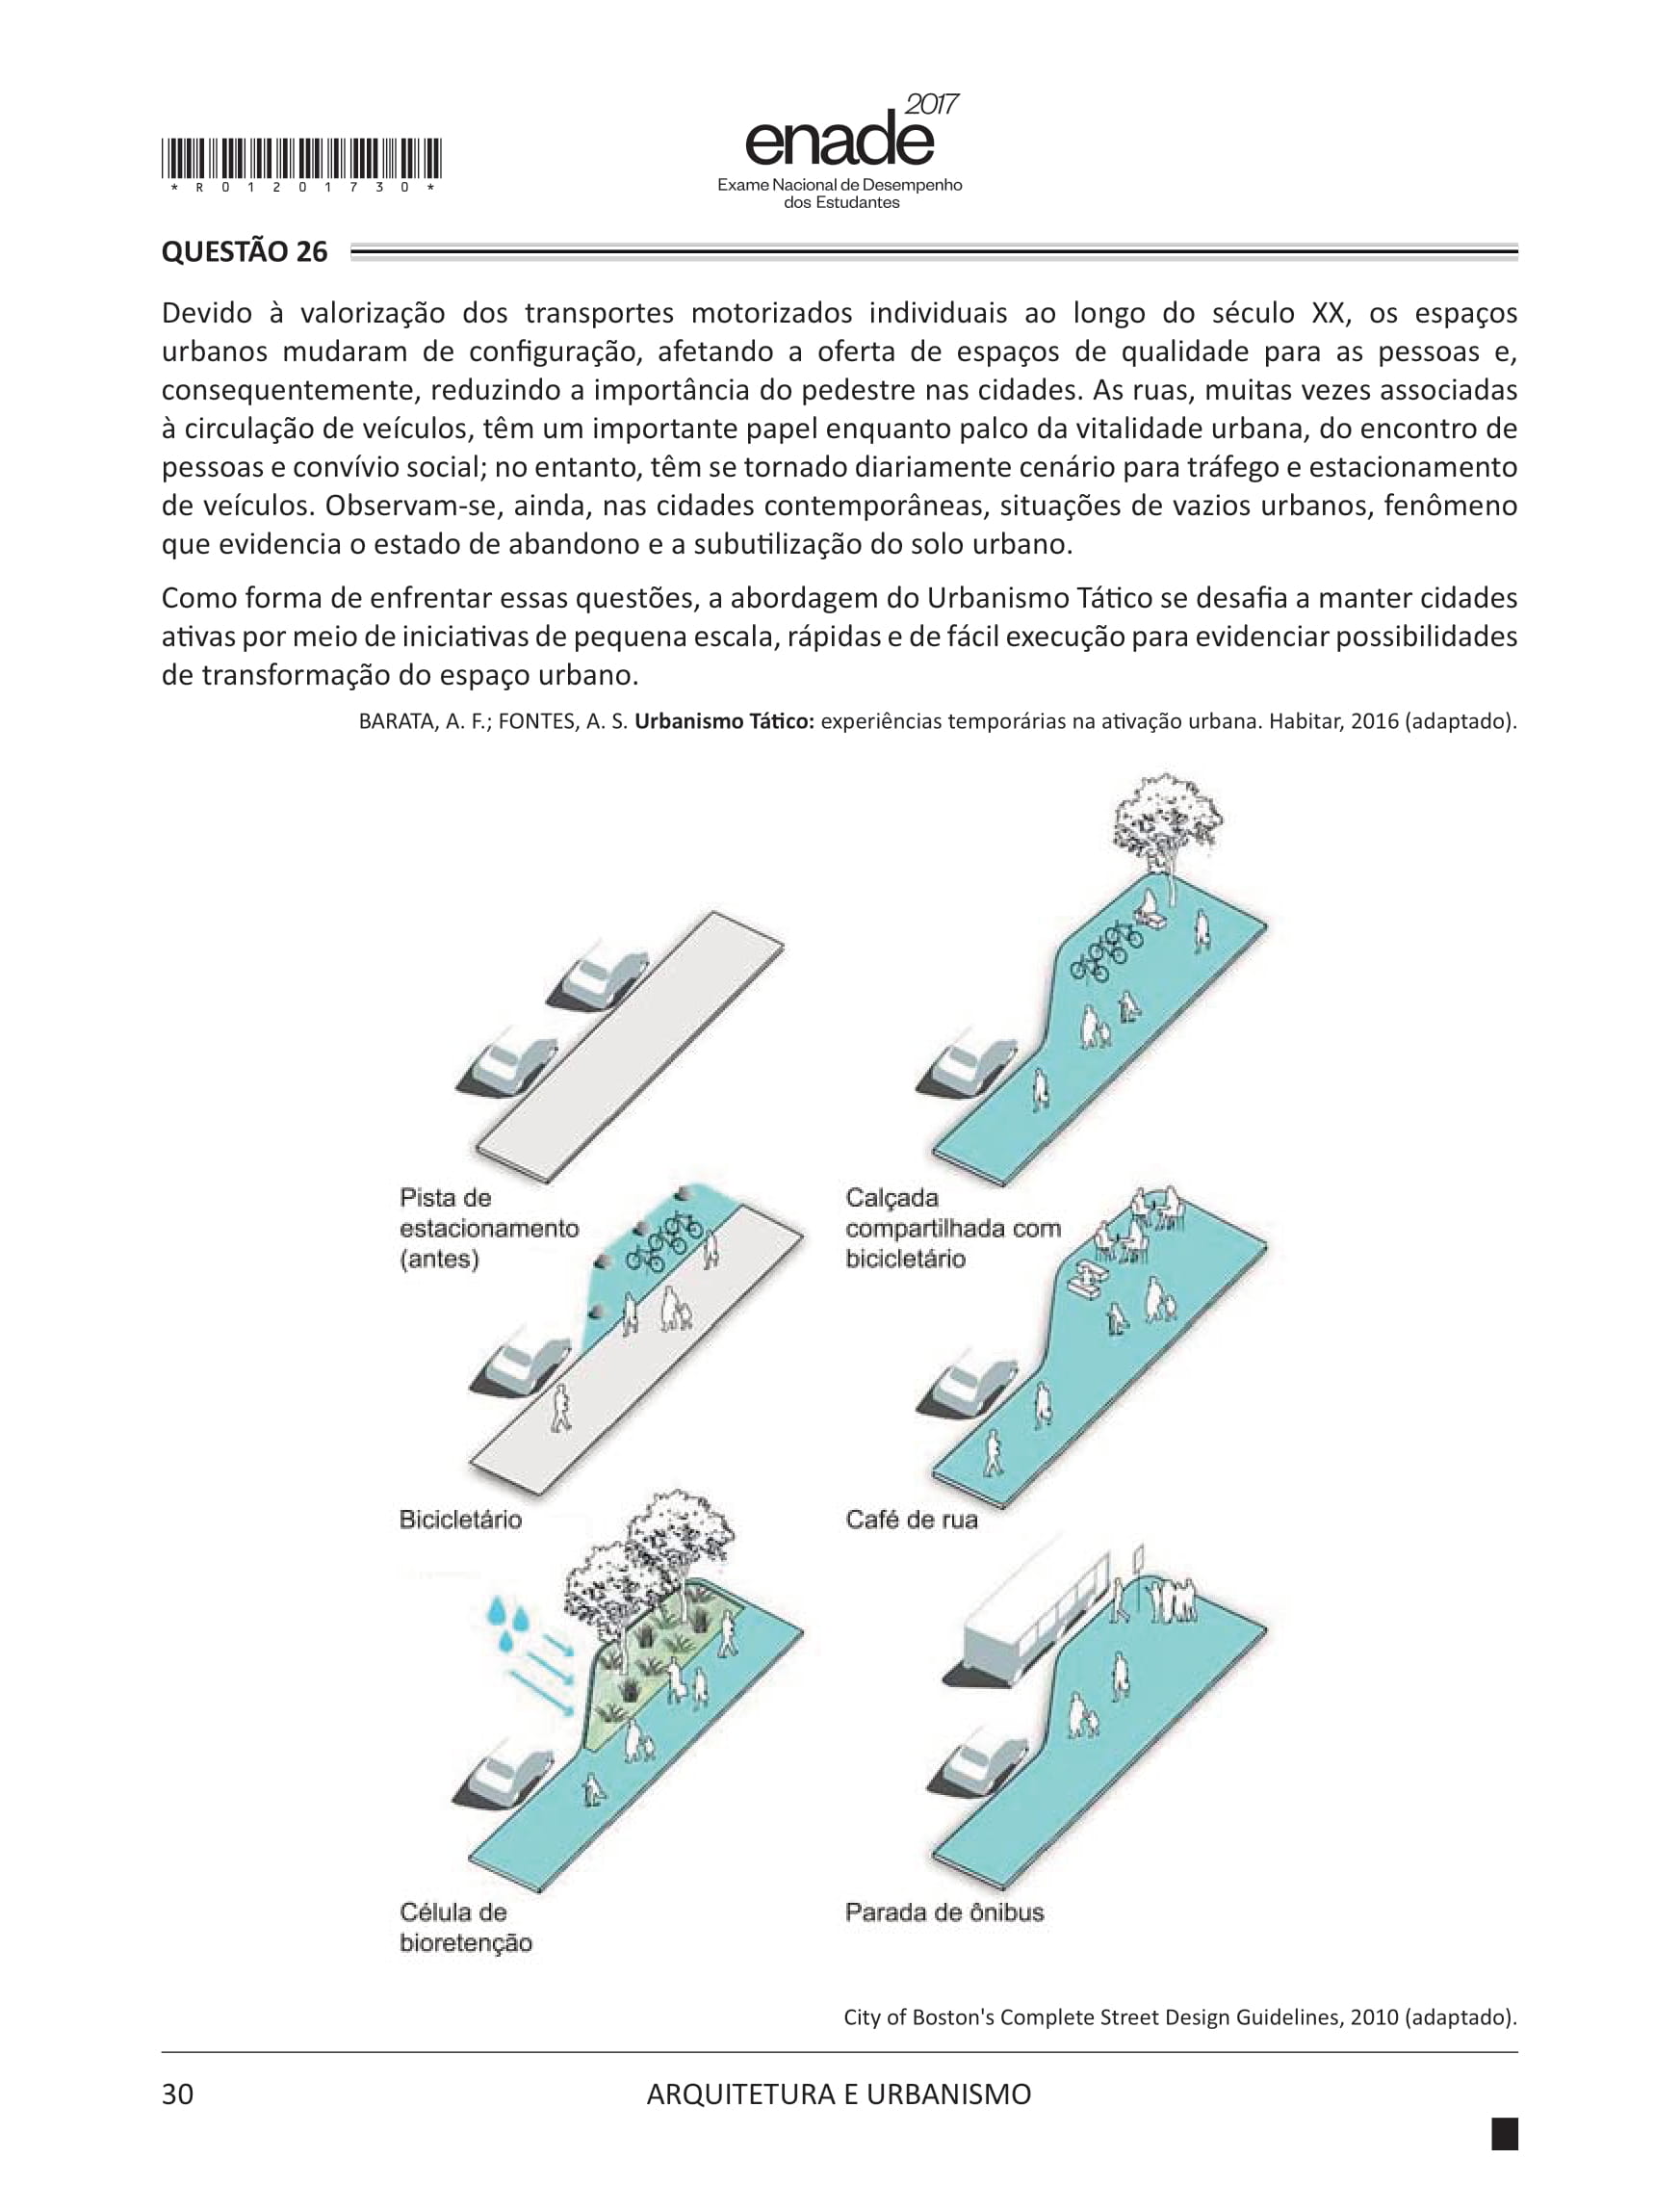 2017
enade
Exame Nacional de Desempenho
dos Estudantes
* R 0 1 2 0 1 7 3 0 *
QUESTÃO 26
Devido à valorização dos transportes motorizados individuais ao longo do século XX, os espaços
urbanos mudaram de configuração, afetando a oferta de espaços de qualidade para as pessoas e,
consequentemente, reduzindo a importância do pedestre nas cidades. As ruas, muitas vezes associadas
à circulação de veículos, têm um importante papel enquanto palco da vitalidade urbana, do encontro de
pessoas e convívio social; no entanto, têm se tornado diariamente cenário para tráfego e estacionamento
de veículos. Observam-se, ainda, nas cidades contemporâneas, situações de vazios urbanos, fenômeno
que evidencia o estado de abandono e a subutilização do solo urbano.
Como forma de enfrentar essas questões, a abordagem do Urbanismo Tático se desafia a manter cidades
ativas por meio de iniciativas de pequena escala, rápidas e de fácil execução para evidenciar possibilidades
de transformação do espaço urbano.
BARATA, A. F.; FONTES, A. S. Urbanismo Tático: experiências temporárias na ativação urbana. Habitar, 2016 (adaptado).
Pista de
estacionamento
(antes)
Calçada
compartilhada com
bicicletário
Bicicletário
Café de rua
Célula de
bioretenção
Parada de ônibus
City of Boston's Complete Street Design Guidelines, 2010 (adaptado).
30
ARQUITETURA E URBANISMO